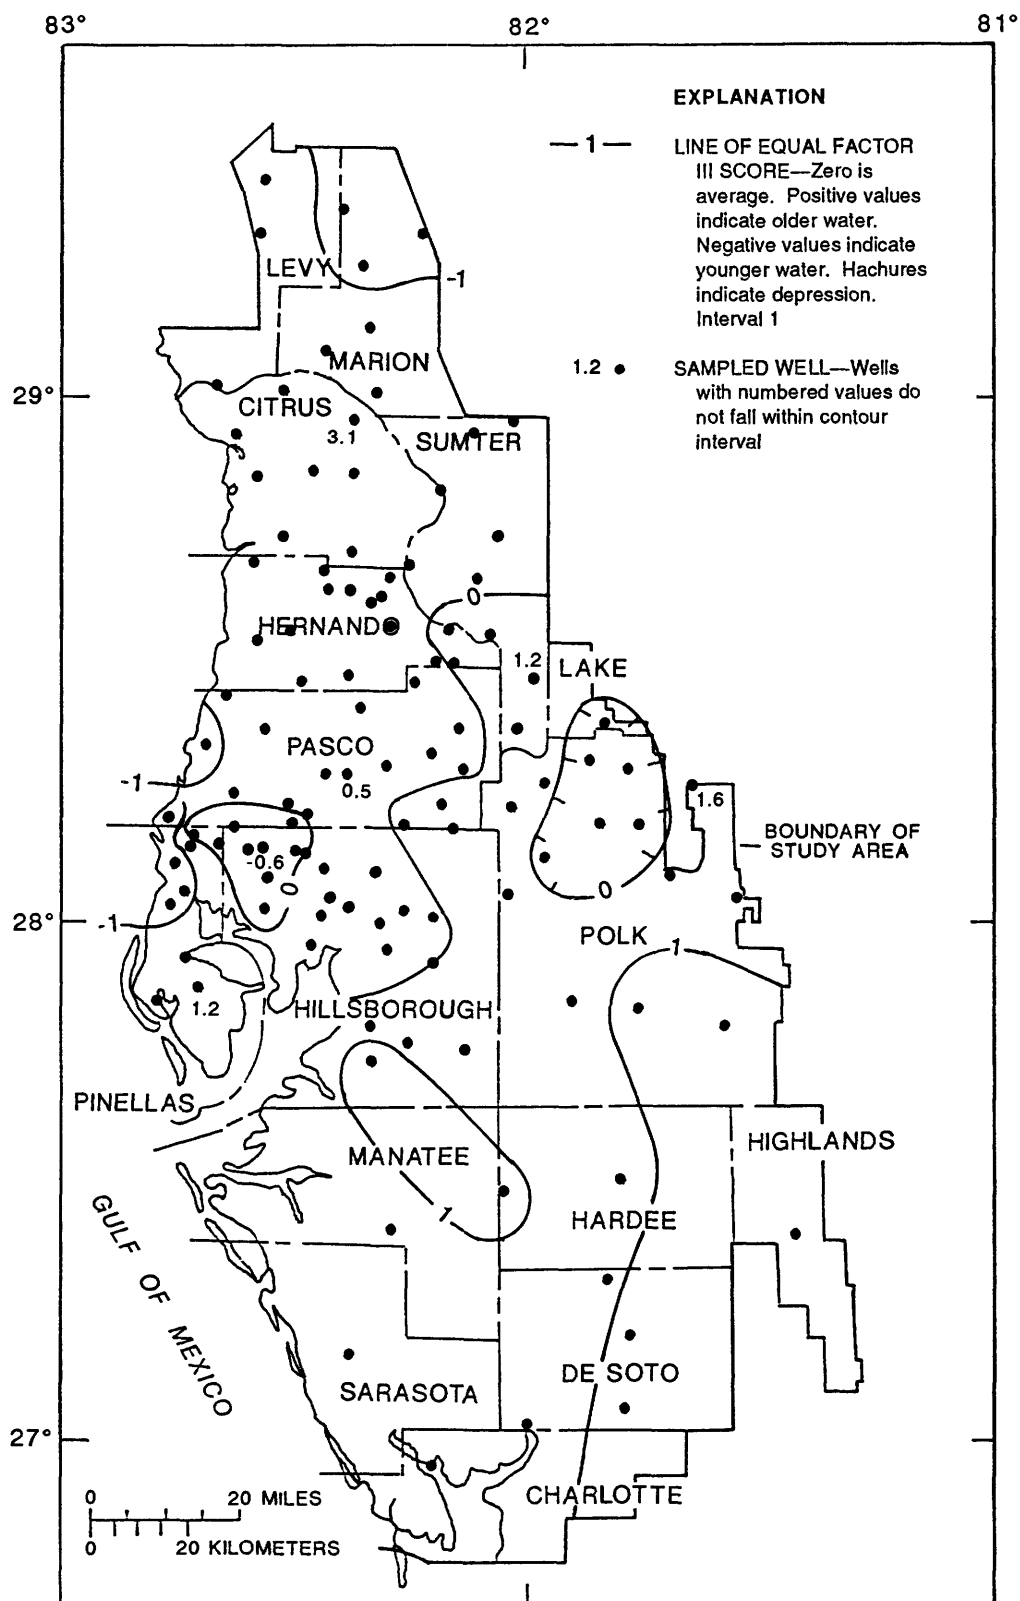 83°
82°
81°
EXPLANATION
—1— LINE OF EQUAL FACTOR
III SCORE—Zero is
average. Positive values
indicate older water.
Negative values indicate
younger water. Hachures
indicate depression.
Interval 1
1.2 ● SAMPLED WELL—Wells
with numbered values do
not fall within contour
interval
LEVY
-1
MARION
29°
CITRUS
3.1
SUMTER
0
HERNANDO
1.2
LAKE
PASCO
-1
0.5
1.6
BOUNDARY OF
STUDY AREA
-0.6
0
0
28°
-1
POLK
1
1.2
HILLSBOROUGH
PINELLAS
HIGHLANDS
MANATEE
1
HARDEE
GULF OF MEXICO
DE SOTO
SARASOTA
27°
CHARLOTTE
0 20 MILES
0 20 KILOMETERS